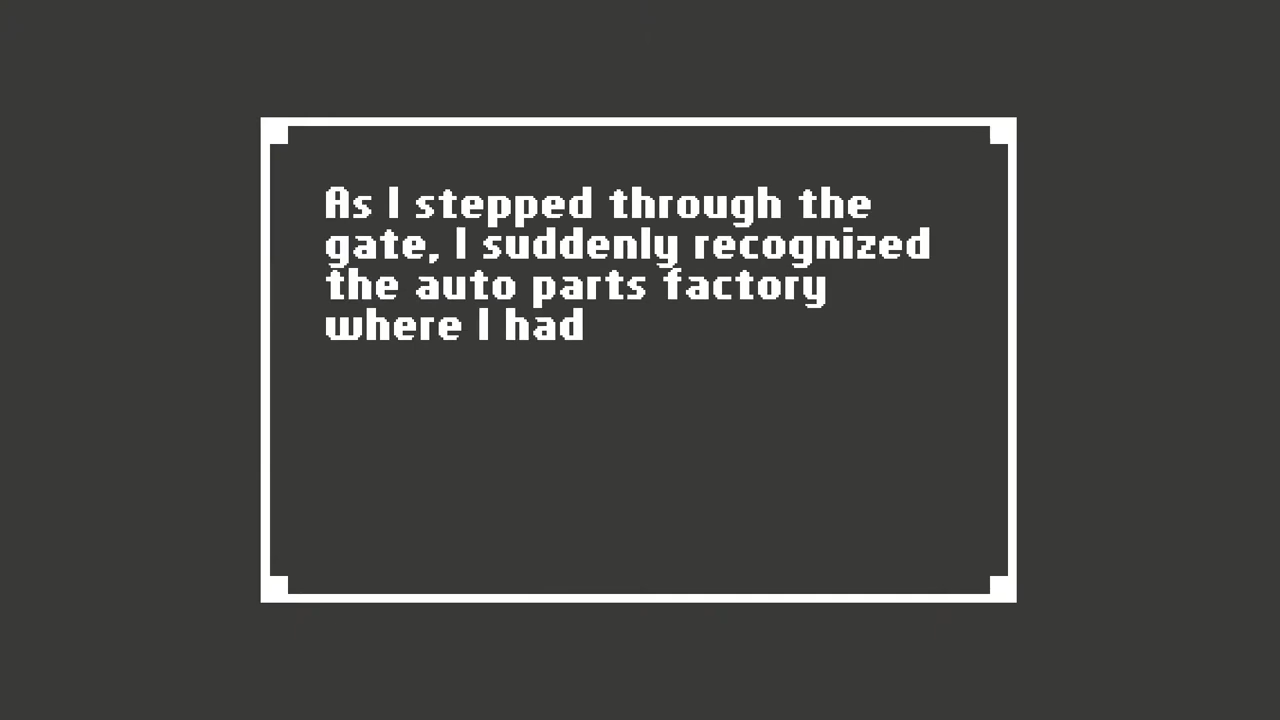 As I stepped through the
gate, I suddenly recognized
the auto parts factory
where I had